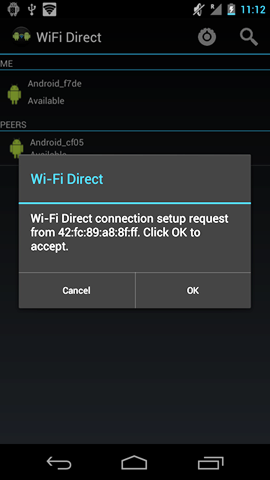 11:12
WiFi Direct
ME
Android_f7de
Available
PEERS
Android_cf05
Available
Wi-Fi Direct
Wi-Fi Direct connection setup request
from 42:fc:89:a8:8f:ff. Click OK to
accept.
Cancel
OK